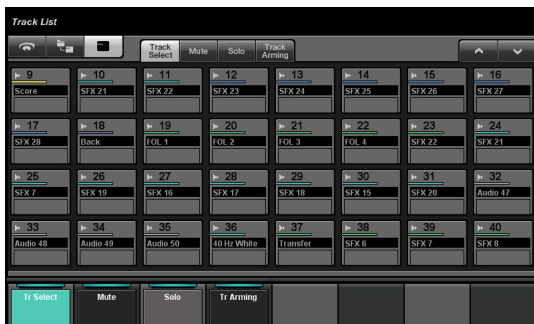 Track List
Track Select Mute Solo Track Arming
9 10 11 12 13 14 15 16
Score SFX 21 SFX 22 SFX 23 SFX 24 SFX 25 SFX 26 SFX 27
17 18 19 20 21 22 23 24
SFX 28 Back FOL 1 FOL 2 FOL 3 FOL 4 SFX 22 SFX 21
25 26 27 28 29 30 31 32
SFX 7 SFX 19 SFX 16 SFX 17 SFX 18 SFX 15 SFX 20 Audio 47
33 34 35 36 37 38 39 40
Audio 48 Audio 49 Audio 50 40 Hz White Transfer SFX 6 SFX 7 SFX 8
Tr Select Mute Solo Tr Arming